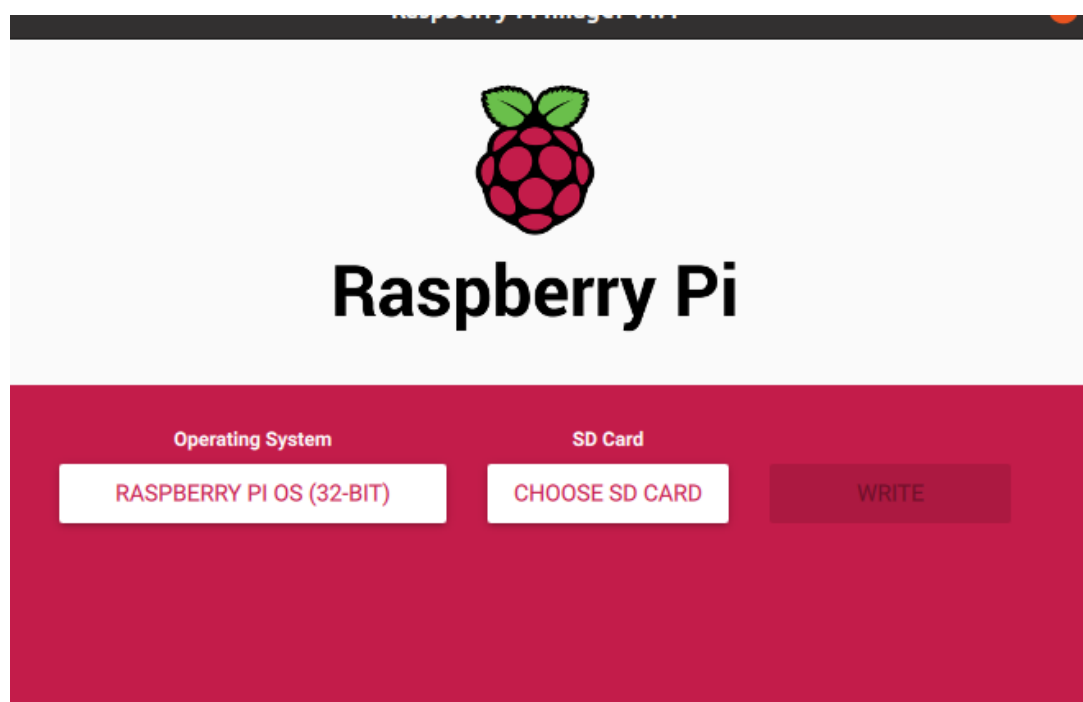 Raspberry Pi
Operating System
SD Card
RASPBERRY PI OS (32-BIT)
CHOOSE SD CARD
WRITE